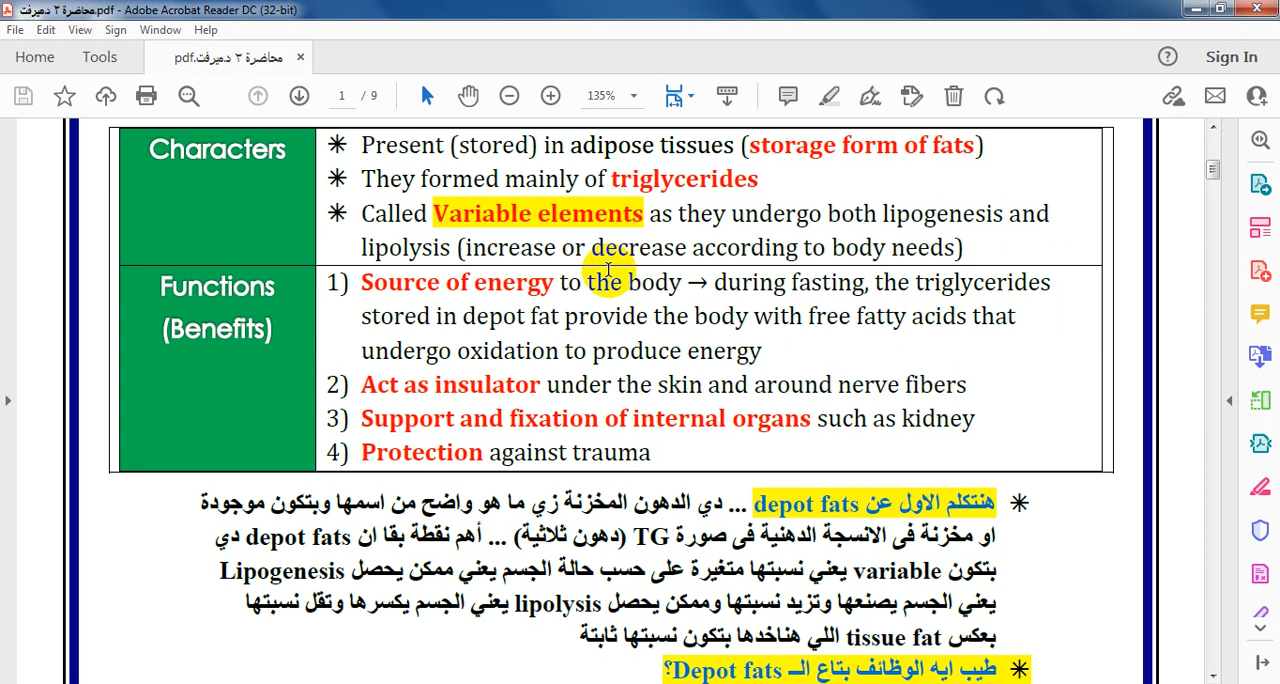 محاضرة ٢ د.ميرفت.pdf - Adobe Acrobat Reader DC (32-bit)
File Edit View Sign Window Help
Home Tools محاضرة ٢ د.ميرفت.pdf × Sign In
1 / 9 135%
Characters
✳ Present (stored) in adipose tissues (storage form of fats)
✳ They formed mainly of triglycerides
✳ Called Variable elements as they undergo both lipogenesis and
lipolysis (increase or decrease according to body needs)
Functions
(Benefits)
1) Source of energy to the body → during fasting, the triglycerides
stored in depot fat provide the body with free fatty acids that
undergo oxidation to produce energy
2) Act as insulator under the skin and around nerve fibers
3) Support and fixation of internal organs such as kidney
4) Protection against trauma
✳ هنتكلم الاول عن depot fats ... دي الدهون المخزنة زي ما هو واضح من اسمها وبتكون موجودة
او مخزنة فى الانسجة الدهنية فى صورة TG (دهون ثلاثية) ... أهم نقطة بقا ان depot fats دي
بتكون variable يعني نسبتها متغيرة على حسب حالة الجسم يعني ممكن يحصل Lipogenesis
يعني الجسم يصنعها وتزيد نسبتها وممكن يحصل lipolysis يعني الجسم يكسرها وتقل نسبتها
بعكس tissue fat اللي هناخدها بتكون نسبتها ثابتة
✳ طيب ايه الوظائف بتاع الــ Depot fats؟